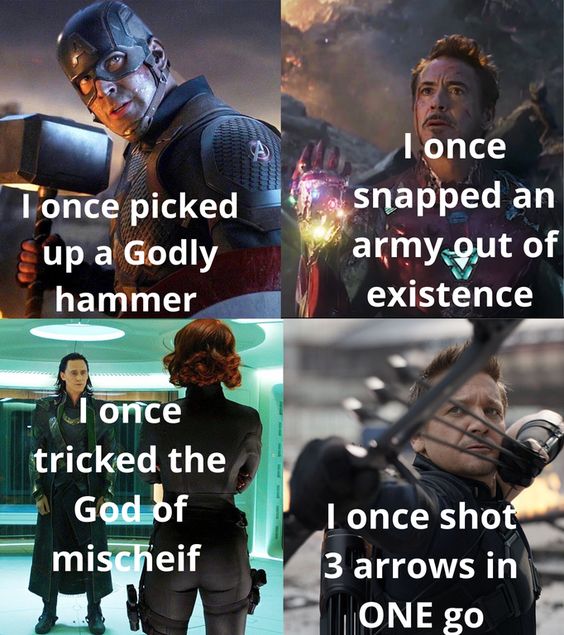 I once picked
up a Godly
hammer
I once
snapped an
army out of
existence
I once
tricked the
God of
mischeif
I once shot
3 arrows in
ONE go